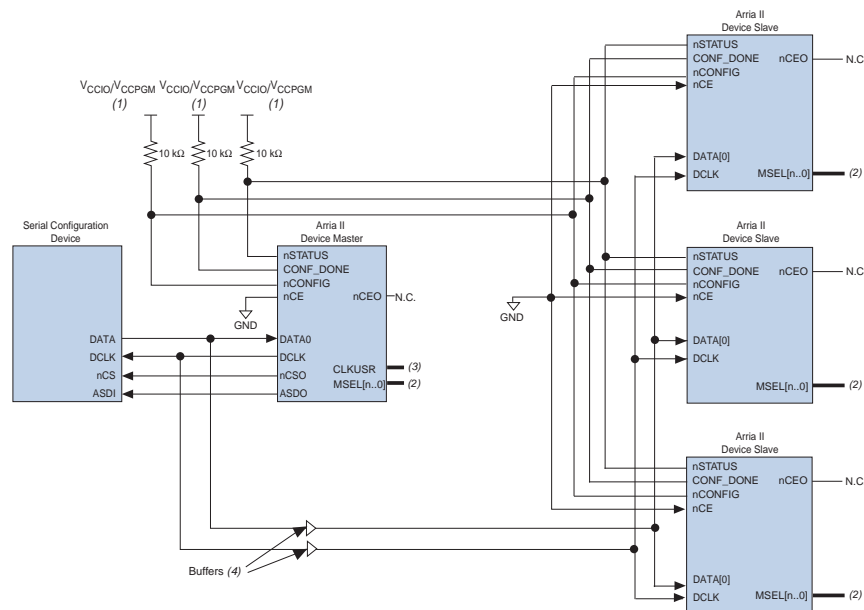 VCCIO/VCCPGM VCCIO/VCCPGM VCCIO/VCCPGM
(1) (1) (1)
10 kΩ 10 kΩ 10 kΩ
Serial Configuration
Device
DATA
DCLK
nCS
ASDI
Arria II
Device Master
nSTATUS
CONF_DONE
nCONFIG
nCE
nCEO
N.C.
GND
DATA0
DCLK
nCSO
ASDO
CLKUSR
(3)
MSEL[n..0]
(2)
Buffers (4)
GND
Arria II
Device Slave
nSTATUS
CONF_DONE
nCONFIG
nCE
nCEO
N.C
DATA[0]
DCLK
MSEL[n..0]
(2)
Arria II
Device Slave
nSTATUS
CONF_DONE
nCONFIG
nCE
nCEO
N.C
DATA[0]
DCLK
MSEL[n..0]
(2)
Arria II
Device Slave
nSTATUS
CONF_DONE
nCONFIG
nCE
nCEO
N.C
DATA[0]
DCLK
MSEL[n..0]
(2)